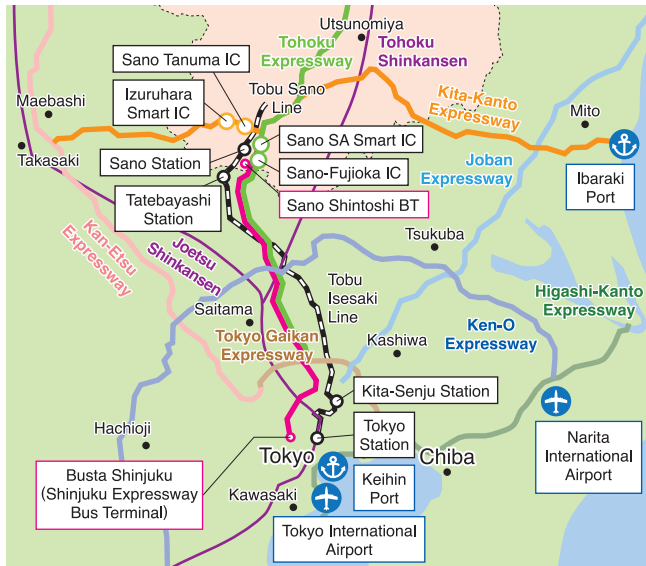 Utsunomiya
Tohoku
Expressway
Tohoku
Shinkansen
Sano Tanuma IC
Izuruhara
Smart IC
Tobu Sano
Line
Maebashi
Kita-Kanto
Expressway
Mito
Takasaki
Sano Station
Sano SA Smart IC
Joban
Expressway
Ibaraki
Port
Sano-Fujioka IC
Tatebayashi
Station
Sano Shintoshi BT
Kan-Etsu
Expressway
Joetsu
Shinkansen
Tsukuba
Tobu
Isesaki
Line
Higashi-Kanto
Expressway
Saitama
Ken-O
Expressway
Tokyo Gaikan
Expressway
Kashiwa
Kita-Senju Station
Hachioji
Tokyo
Station
Narita
International
Airport
Tokyo
Chiba
Busta Shinjuku
(Shinjuku Expressway
Bus Terminal)
Keihin
Port
Kawasaki
Tokyo International
Airport